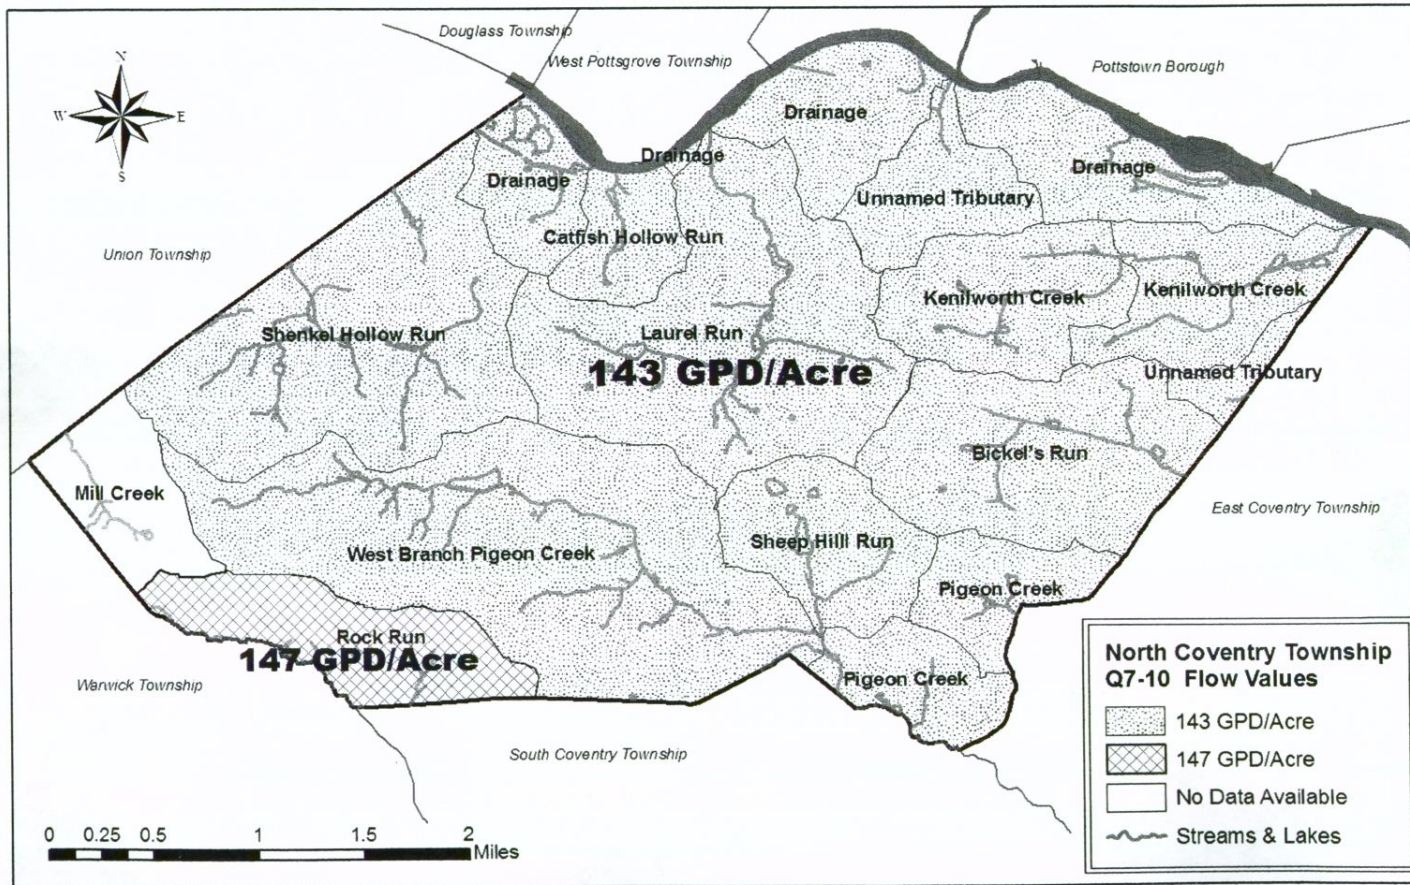 Douglass Township
West Pottsgrove Township
Pottstown Borough
N
W
E
S
Drainage
Drainage
Drainage
Drainage
Unnamed Tributary
Catfish Hollow Run
Union Township
Kenilworth Creek
Kenilworth Creek
Shenkel Hollow Run
Laurel Run
143 GPD/Acre
Unnamed Tributary
Bickel's Run
Mill Creek
East Coventry Township
Sheep Hilll Run
West Branch Pigeon Creek
Pigeon Creek
Rock Run
147 GPD/Acre
Warwick Township
Pigeon Creek
South Coventry Township
North Coventry Township
Q7-10 Flow Values
143 GPD/Acre
147 GPD/Acre
No Data Available
Streams & Lakes
0 0.25 0.5 1 1.5 2
Miles